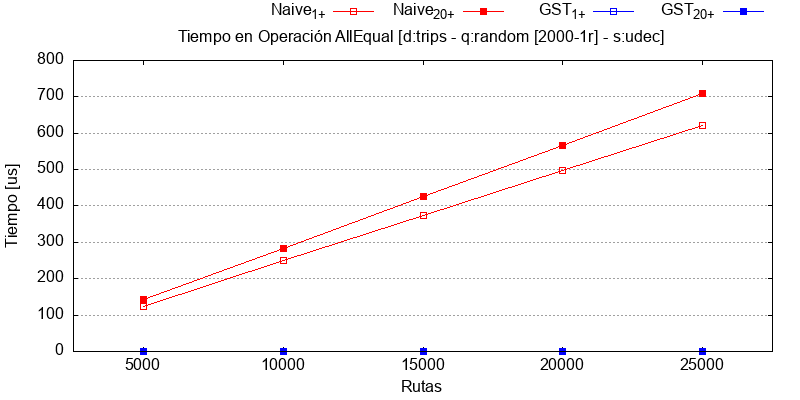 Naive1+ Naive20+ GST1+ GST20+
Tiempo en Operación AllEqual [d:trips - q:random [2000-1r] - s:udec]
800
700
600
500
400
300
200
100
0
Tiempo [us]
5000 10000 15000 20000 25000
Rutas